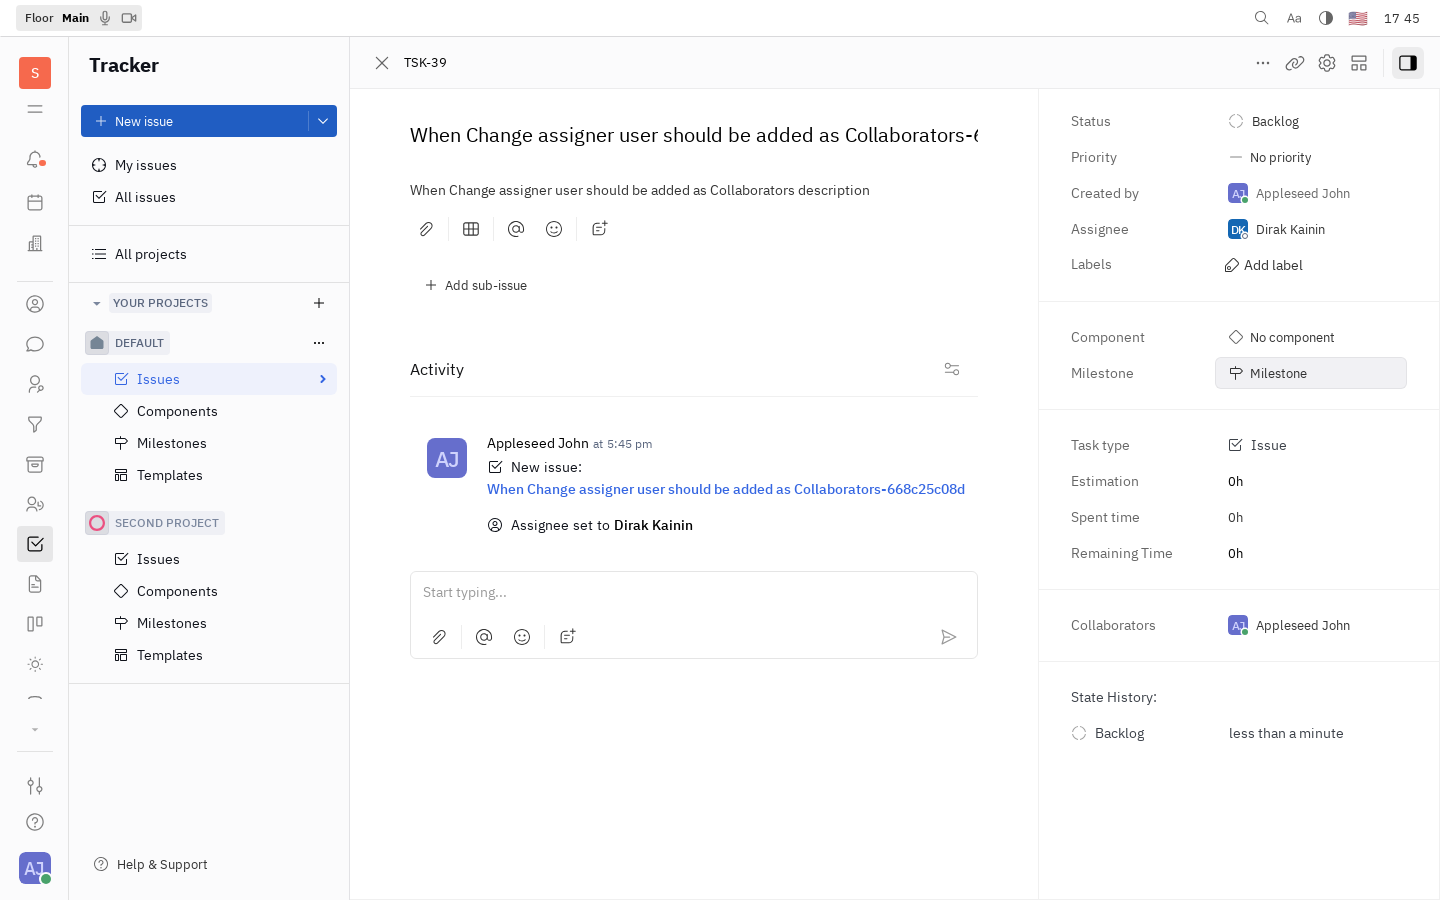 Floor Main
Aa
17 45
S
Tracker
New issue
My issues
All issues
All projects
YOUR PROJECTS
DEFAULT
Issues
Components
Milestones
Templates
SECOND PROJECT
Issues
Components
Milestones
Templates
Help & Support
AJ
TSK-39
When Change assigner user should be added as Collaborators-6
When Change assigner user should be added as Collaborators description
Add sub-issue
Activity
AJ
Appleseed John at 5:45 pm
New issue:
When Change assigner user should be added as Collaborators-668c25c08d
Assignee set to Dirak Kainin
Start typing...
Status Backlog
Priority No priority
Created by AJ Appleseed John
Assignee DK Dirak Kainin
Labels Add label
Component No component
Milestone Milestone
Task type Issue
Estimation 0h
Spent time 0h
Remaining Time 0h
Collaborators AJ Appleseed John
State History:
Backlog less than a minute